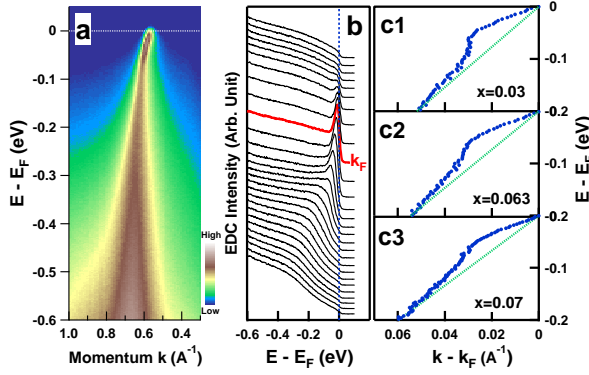 a
E - E_F (eV)
0
-0.1
-0.2
-0.3
-0.4
-0.5
-0.6
1.0 0.8 0.6 0.4
Momentum k (A⁻¹)
High
Low
b
EDC Intensity (Arb. Unit)
k_F
-0.6 -0.4 -0.2 0
E - E_F (eV)
c1
x=0.03
c2
x=0.063
c3
x=0.07
0
-0.1
-0.2
-0.1
-0.2
-0.1
-0.2
E - E_F (eV)
0.06 0.04 0.02 0
k - k_F (A⁻¹)